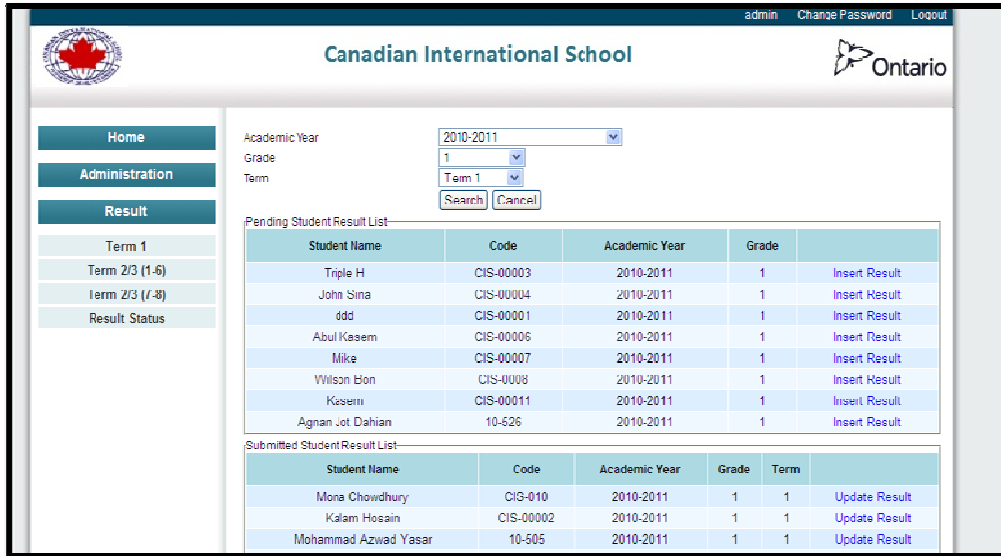 admin Change Password Logout
Canadian International School
Ontario
Home
Administration
Result
Term 1
Term 2/3 (1-6)
Term 2/3 (7-8)
Result Status
Academic Year 2010-2011
Grade 1
Term Term 1
Search Cancel
Pending Student Result List
Student Name Code Academic Year Grade
Triple H CIS-00003 2010-2011 1 Insert Result
John Sina CIS-00004 2010-2011 1 Insert Result
ddd CIS-00001 2010-2011 1 Insert Result
Abul Kasem CIS-00006 2010-2011 1 Insert Result
Mike CIS-00007 2010-2011 1 Insert Result
Wilson Bon CIS-0008 2010-2011 1 Insert Result
Kasem CIS-00011 2010-2011 1 Insert Result
Agnan Jot Dahian 10-526 2010-2011 1 Insert Result
Submitted Student Result List
Student Name Code Academic Year Grade Term
Mona Chowdhury CIS-010 2010-2011 1 1 Update Result
Kalam Hosain CIS-00002 2010-2011 1 1 Update Result
Mohammad Azwad Yasar 10-505 2010-2011 1 1 Update Result